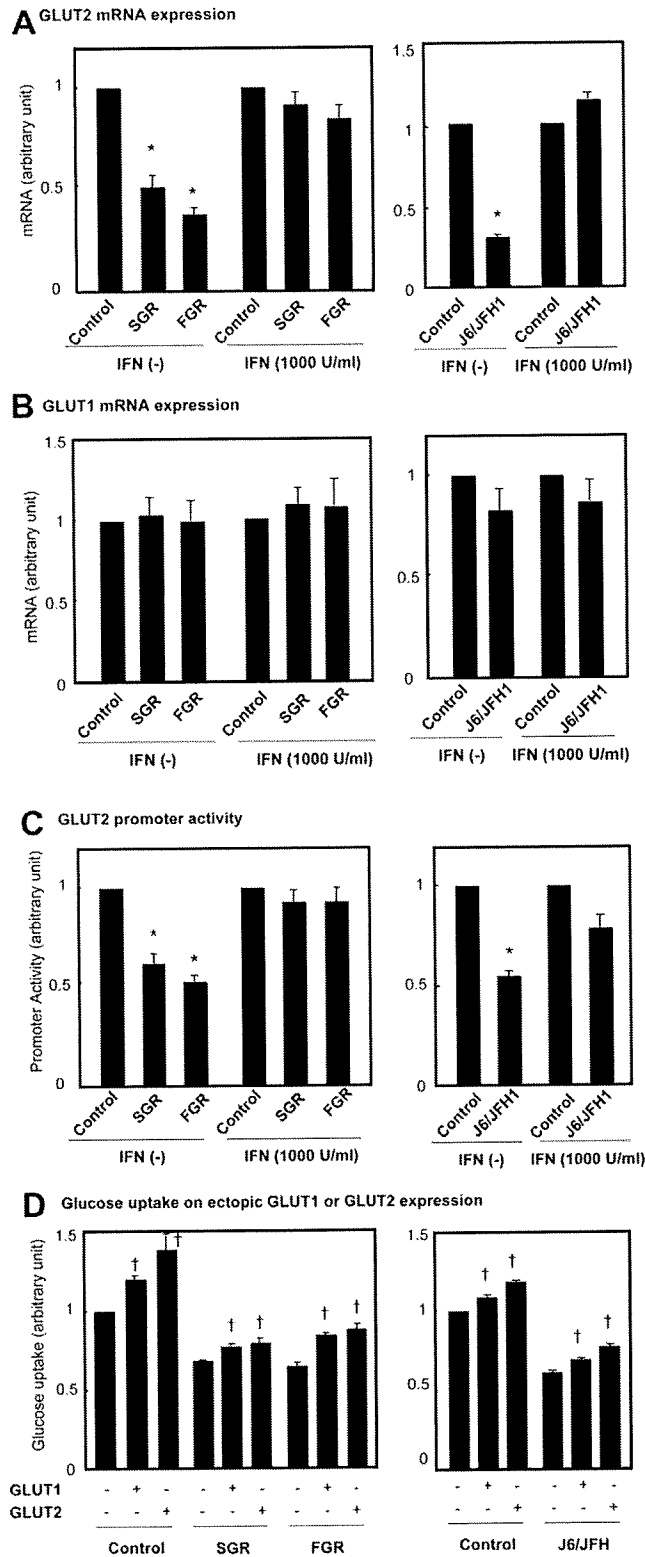 A GLUT2 mRNA expression
mRNA (arbitrary unit)
1
0.5
0
*
*
Control SGR FGR Control SGR FGR
IFN (-) IFN (1000 U/ml)
1.5
1
0.5
0
*
Control J6/JFH1 Control J6/JFH1
IFN (-) IFN (1000 U/ml)
B GLUT1 mRNA expression
mRNA (arbitrary unit)
1.5
1
0.5
0
Control SGR FGR Control SGR FGR
IFN (-) IFN (1000 U/ml)
1
0.5
0
Control J6/JFH1 Control J6/JFH1
IFN (-) IFN (1000 U/ml)
C GLUT2 promoter activity
Promoter Activity (arbitrary unit)
1
0.5
0
*
*
Control SGR FGR Control SGR FGR
IFN (-) IFN (1000 U/ml)
1
0.5
0
*
Control J6/JFH1 Control J6/JFH1
IFN (-) IFN (1000 U/ml)
D Glucose uptake on ectopic GLUT1 or GLUT2 expression
Glucose uptake (arbitrary unit)
1.5
1
0.5
0
† † † † † †
1.5
1
0.5
0
† † † †
GLUT1 - + - - + - - + - - + - - + -
GLUT2 - - + - - + - - + - - + - - +
Control SGR FGR Control J6/JFH